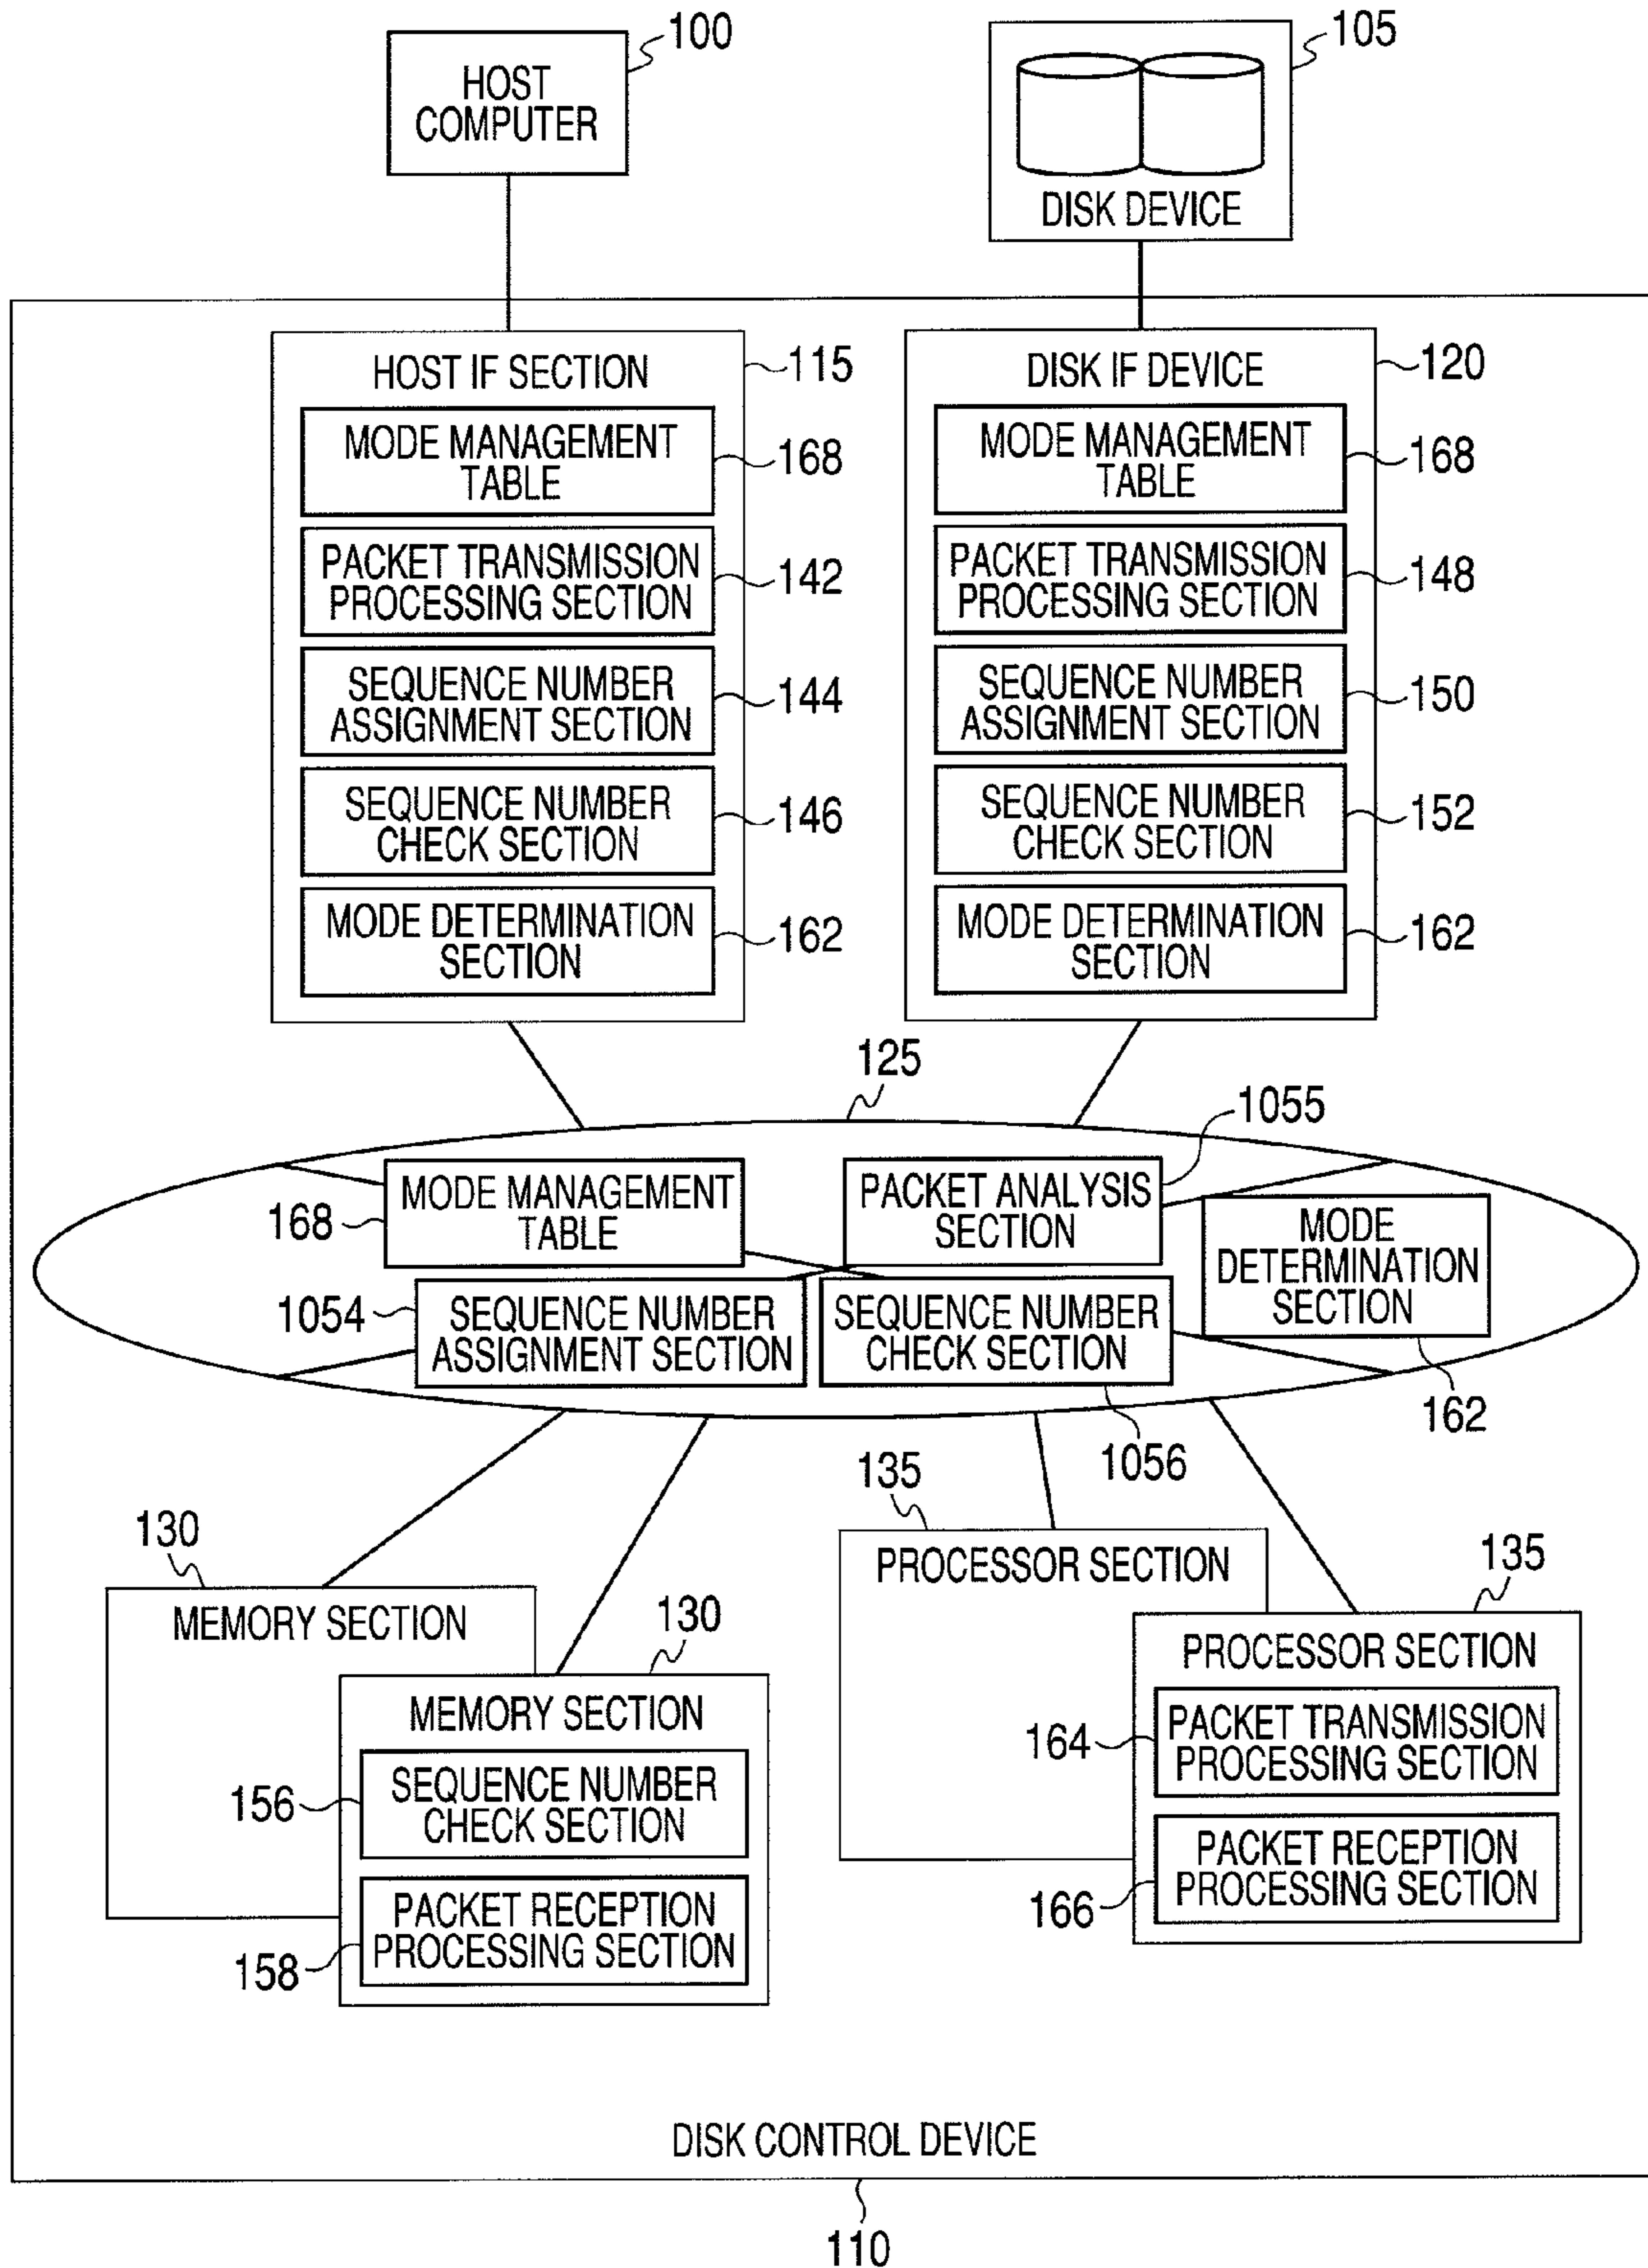 100
HOST
COMPUTER
105
DISK DEVICE
HOST IF SECTION
115
MODE MANAGEMENT
TABLE
168
PACKET TRANSMISSION
PROCESSING SECTION
142
SEQUENCE NUMBER
ASSIGNMENT SECTION
144
SEQUENCE NUMBER
CHECK SECTION
146
MODE DETERMINATION
SECTION
162
DISK IF DEVICE
120
MODE MANAGEMENT
TABLE
168
PACKET TRANSMISSION
PROCESSING SECTION
148
SEQUENCE NUMBER
ASSIGNMENT SECTION
150
SEQUENCE NUMBER
CHECK SECTION
152
MODE DETERMINATION
SECTION
162
125
1055
MODE MANAGEMENT
TABLE
168
PACKET ANALYSIS
SECTION
MODE
DETERMINATION
SECTION
162
1054
SEQUENCE NUMBER
ASSIGNMENT SECTION
SEQUENCE NUMBER
CHECK SECTION
1056
130
MEMORY SECTION
130
MEMORY SECTION
156
SEQUENCE NUMBER
CHECK SECTION
158
PACKET RECEPTION
PROCESSING SECTION
135
PROCESSOR SECTION
135
PROCESSOR SECTION
164
PACKET TRANSMISSION
PROCESSING SECTION
166
PACKET RECEPTION
PROCESSING SECTION
DISK CONTROL DEVICE
110